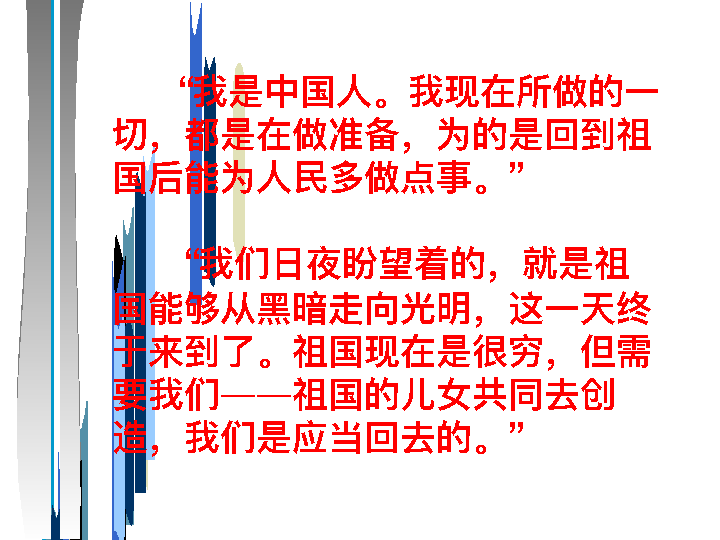 “我是中国人。我现在所做的一
切，都是在做准备，为的是回到祖
国后能为人民多做点事。”
“我们日夜盼望着的，就是祖
国能够从黑暗走向光明，这一天终
于来到了。祖国现在是很穷，但需
要我们——祖国的儿女共同去创
造，我们是应当回去的。”